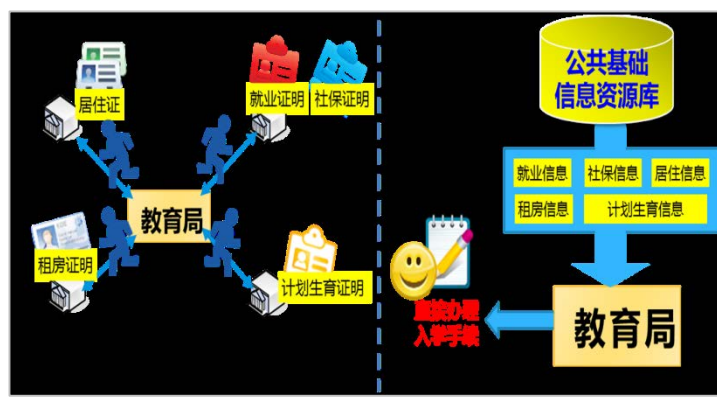 居住证
就业证明
社保证明
教育局
租房证明
计划生育证明
公共基础
信息资源库
就业信息
社保信息
居住信息
租房信息
计划生育信息
直接办理
入学手续
教育局